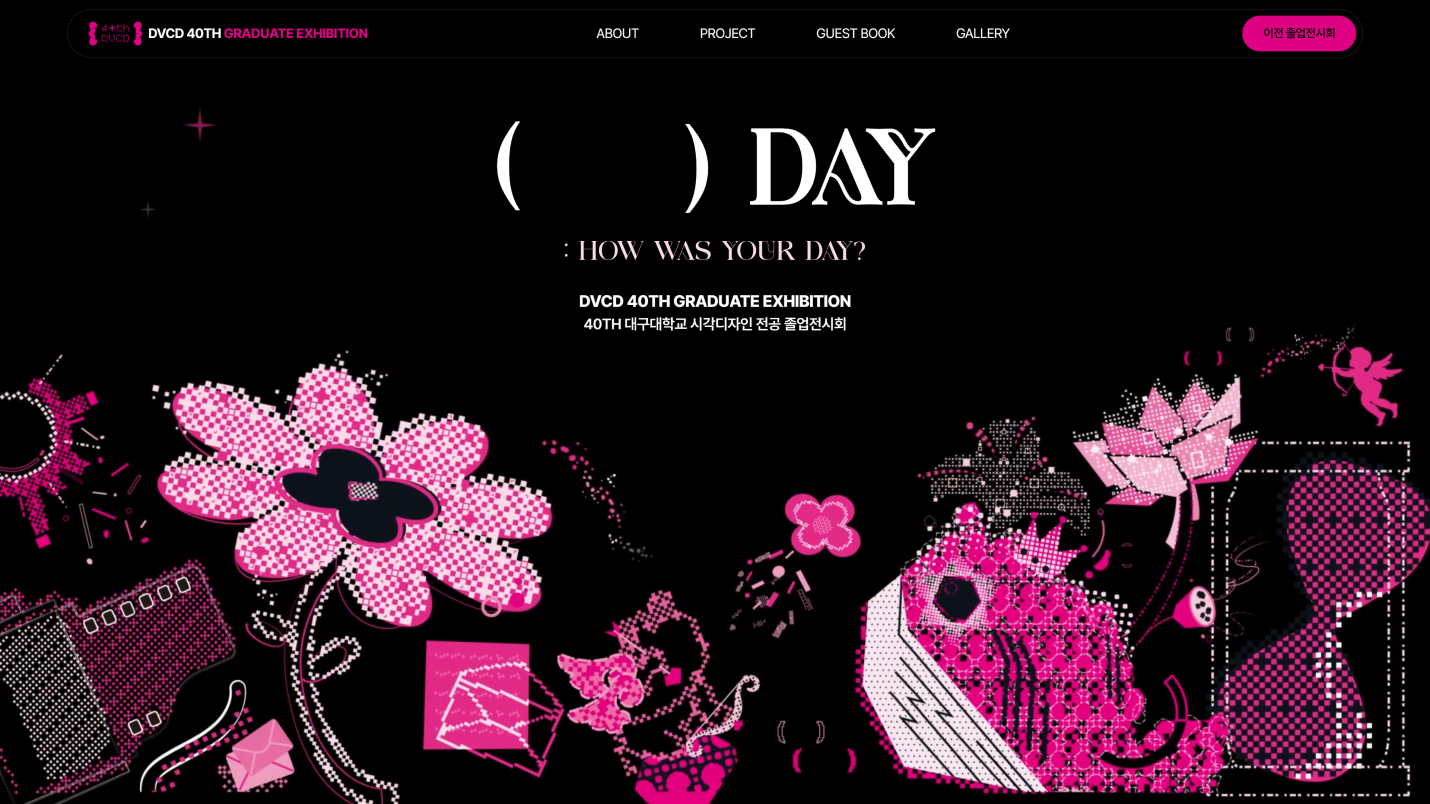 40th
DVCD
DVCD 40TH GRADUATE EXHIBITION
ABOUT
PROJECT
GUEST BOOK
GALLERY
이전 졸업전시회
( ) DAY
: HOW WAS YOUR DAY?
DVCD 40TH GRADUATE EXHIBITION
40TH 대구대학교 시각디자인 전공 졸업전시회